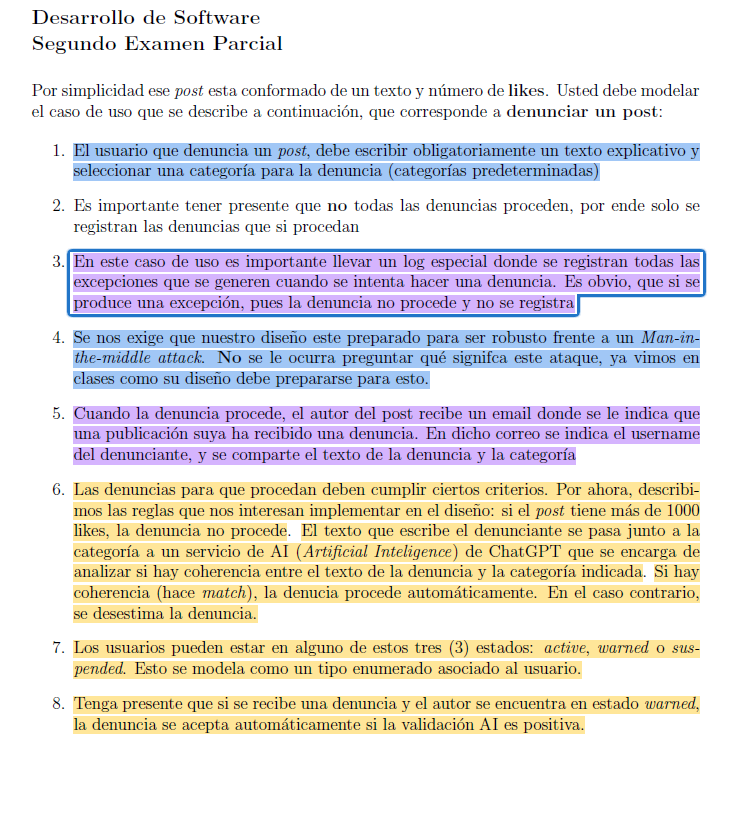 Desarrollo de Software
Segundo Examen Parcial
Por simplicidad ese post esta conformado de un texto y número de likes. Usted debe modelar
el caso de uso que se describe a continuación, que corresponde a denunciar un post:
1. El usuario que denuncia un post, debe escribir obligatoriamente un texto explicativo y
seleccionar una categoría para la denuncia (categorías predeterminadas)
2. Es importante tener presente que no todas las denuncias proceden, por ende solo se
registran las denuncias que si procedan
3. En este caso de uso es importante llevar un log especial donde se registran todas las
excepciones que se generen cuando se intenta hacer una denuncia. Es obvio, que si se
produce una excepción, pues la denuncia no procede y no se registra
4. Se nos exige que nuestro diseño este preparado para ser robusto frente a un Man-in-
the-middle attack. No se le ocurra preguntar qué signifca este ataque, ya vimos en
clases como su diseño debe prepararse para esto.
5. Cuando la denuncia procede, el autor del post recibe un email donde se le indica que
una publicación suya ha recibido una denuncia. En dicho correo se indica el username
del denunciante, y se comparte el texto de la denuncia y la categoría
6. Las denuncias para que procedan deben cumplir ciertos criterios. Por ahora, describi-
mos las reglas que nos interesan implementar en el diseño: si el post tiene más de 1000
likes, la denuncia no procede. El texto que escribe el denunciante se pasa junto a la
categoría a un servicio de AI (Artificial Inteligence) de ChatGPT que se encarga de
analizar si hay coherencia entre el texto de la denuncia y la categoría indicada. Si hay
coherencia (hace match), la denucia procede automáticamente. En el caso contrario,
se desestima la denuncia.
7. Los usuarios pueden estar en alguno de estos tres (3) estados: active, warned o sus-
pended. Esto se modela como un tipo enumerado asociado al usuario.
8. Tenga presente que si se recibe una denuncia y el autor se encuentra en estado warned,
la denuncia se acepta automáticamente si la validación AI es positiva.